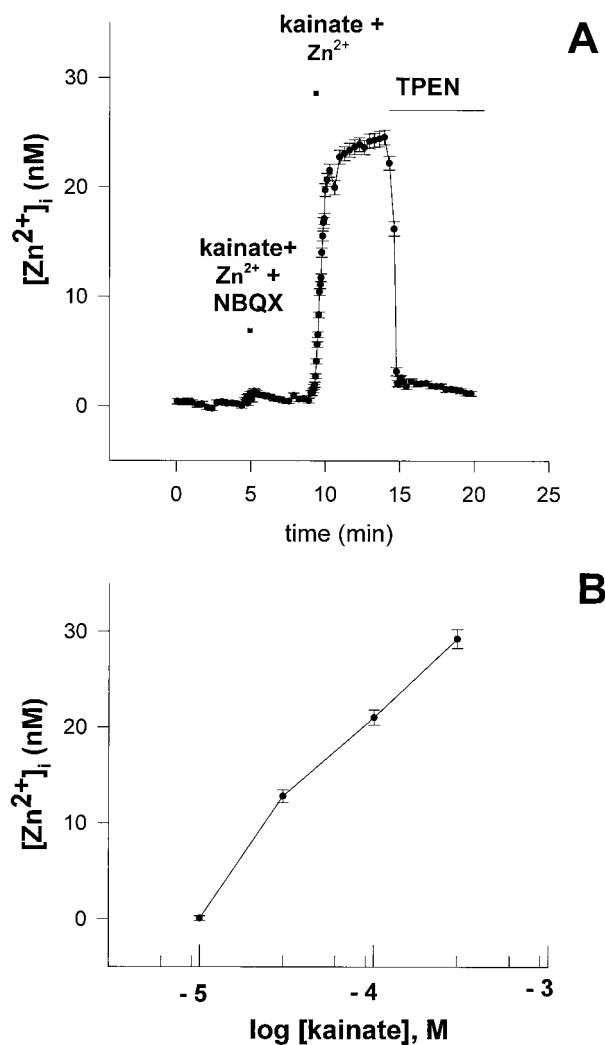 kainate +
Zn²⁺
A
TPEN
30
20
10
0
[Zn²⁺]i (nM)
kainate+
Zn²⁺ +
NBQX
0 5 10 15 20 25
time (min)
B
30
20
10
0
[Zn²⁺]i (nM)
- 5 - 4 - 3
log [kainate], M